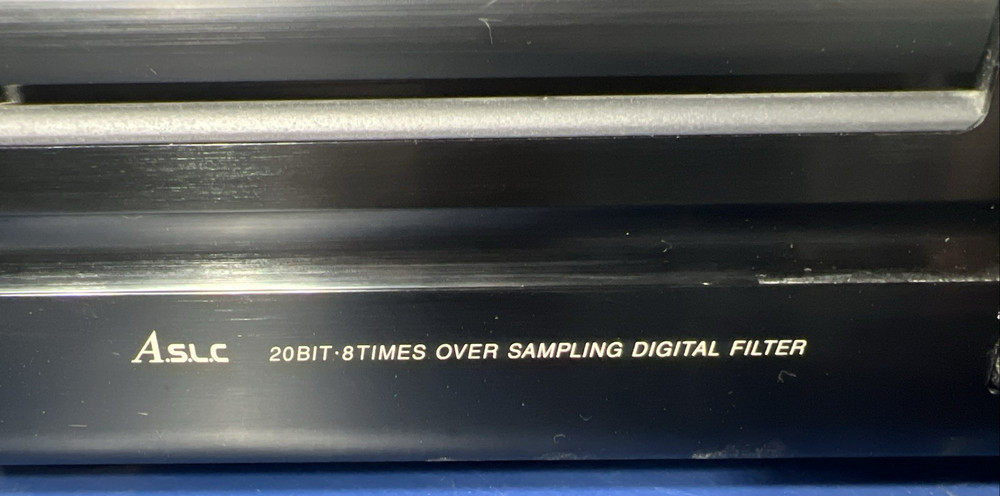 A.S.L.C 20BIT·8TIMES OVER SAMPLING DIGITAL FILTER